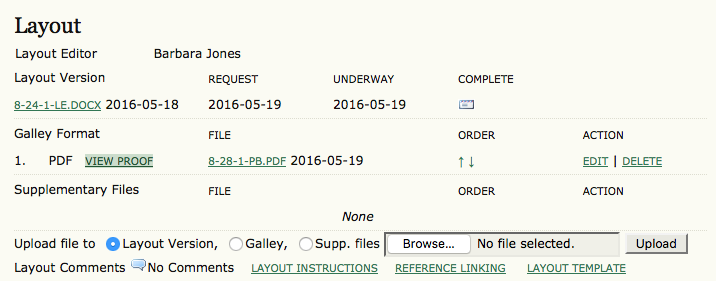 Layout
Layout Editor Barbara Jones
Layout Version REQUEST UNDERWAY COMPLETE
8-24-1-LE.DOCX 2016-05-18 2016-05-19 2016-05-19
Galley Format FILE ORDER ACTION
1. PDF VIEW PROOF 8-28-1-PB.PDF 2016-05-19 ↑ ↓ EDIT | DELETE
Supplementary Files FILE ORDER ACTION
None
Upload file to Layout Version, Galley, Supp. files Browse... No file selected. Upload
Layout Comments No Comments LAYOUT INSTRUCTIONS REFERENCE LINKING LAYOUT TEMPLATE